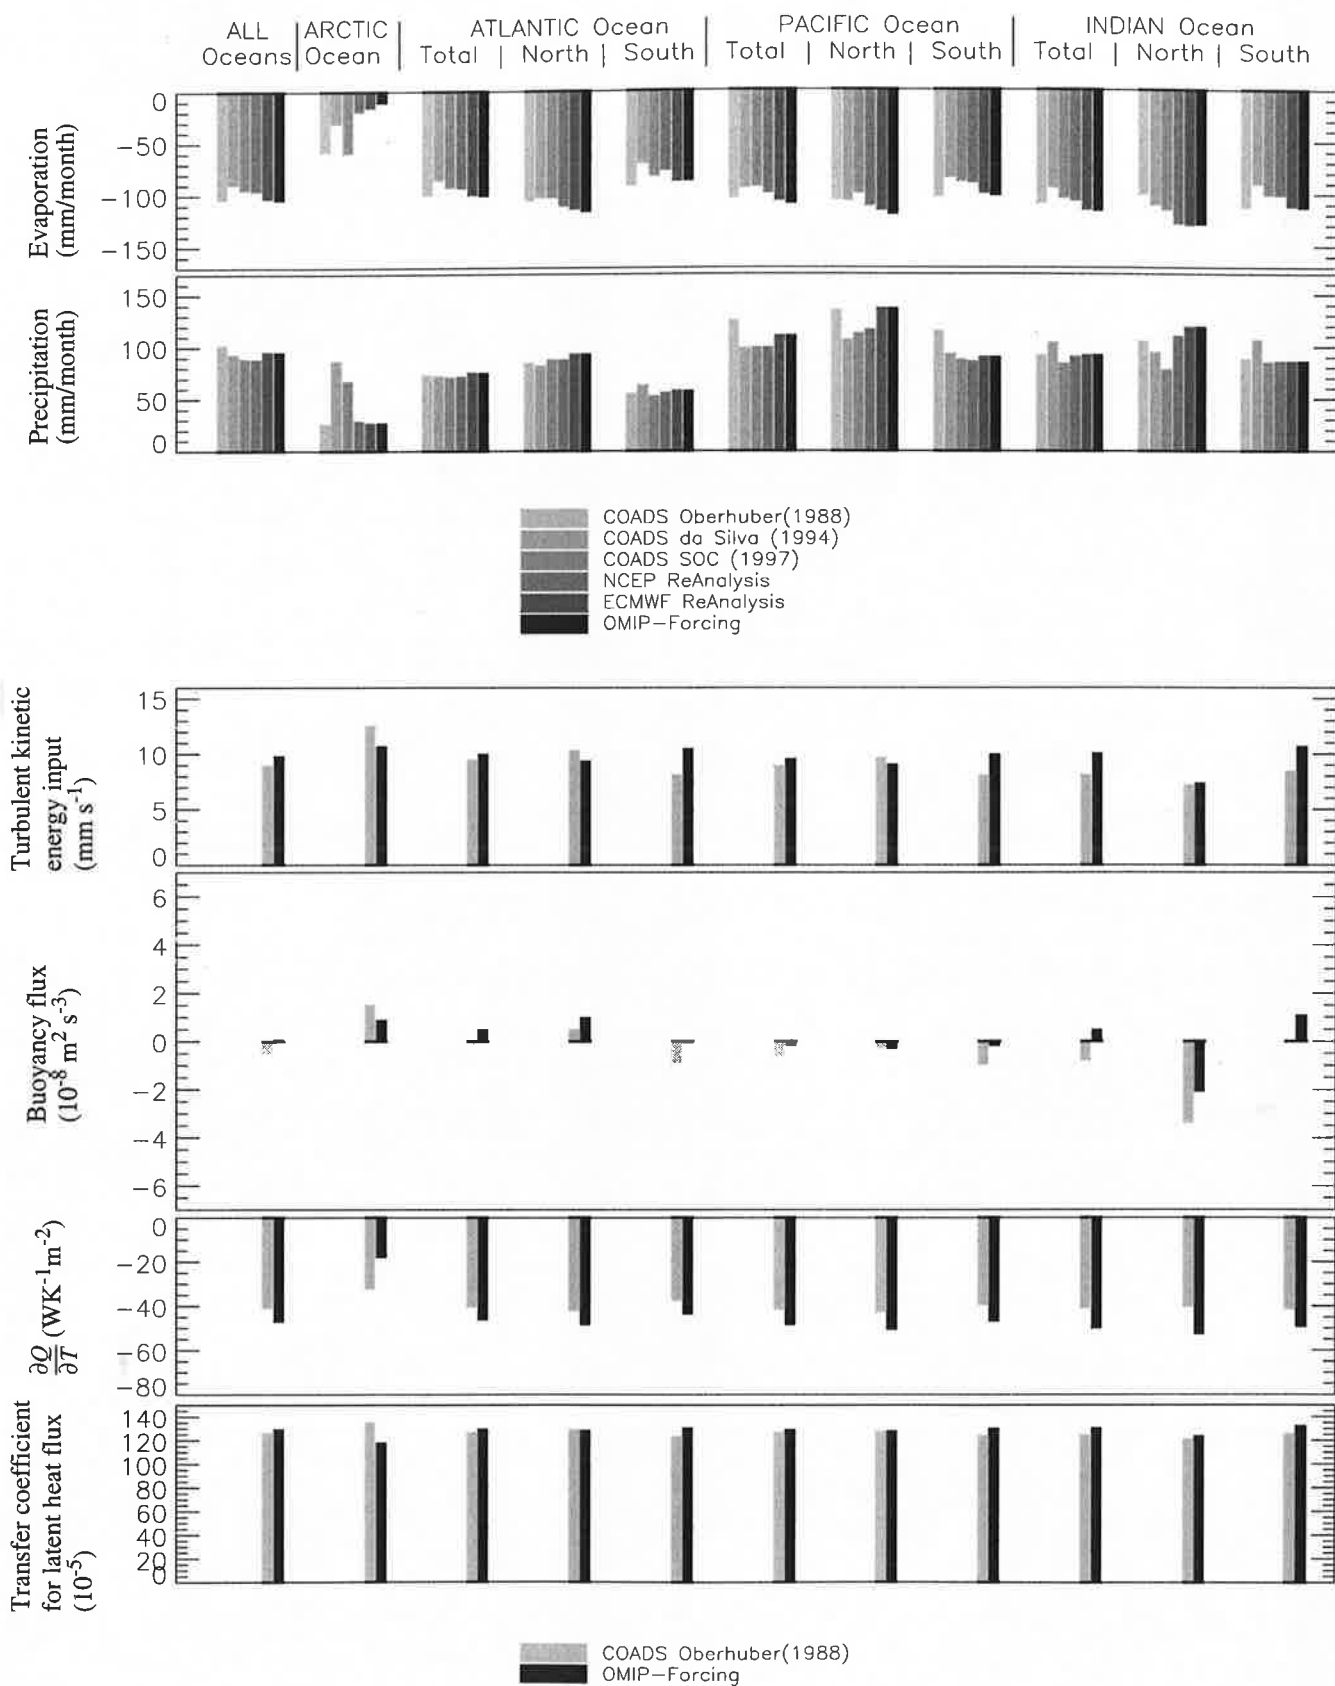 ALL ARCTIC ATLANTIC Ocean PACIFIC Ocean INDIAN Ocean
Oceans Ocean Total North South Total North South Total North South
Evaporation
(mm/month)
0
−50
−100
−150
Precipitation
(mm/month)
150
100
50
0
COADS Oberhuber(1988)
COADS da Silva (1994)
COADS SOC (1997)
NCEP ReAnalysis
ECMWF ReAnalysis
OMIP−Forcing
Turbulent kinetic
energy input
(mm s⁻¹)
15
10
5
0
Buoyancy flux
(10⁻⁸ m² s⁻³)
6
4
2
0
−2
−4
−6
∂Q/∂T (WK⁻¹m⁻²)
0
−20
−40
−60
−80
Transfer coefficient
for latent heat flux
(10⁻⁵)
140
120
100
80
60
40
20
0
COADS Oberhuber(1988)
OMIP−Forcing